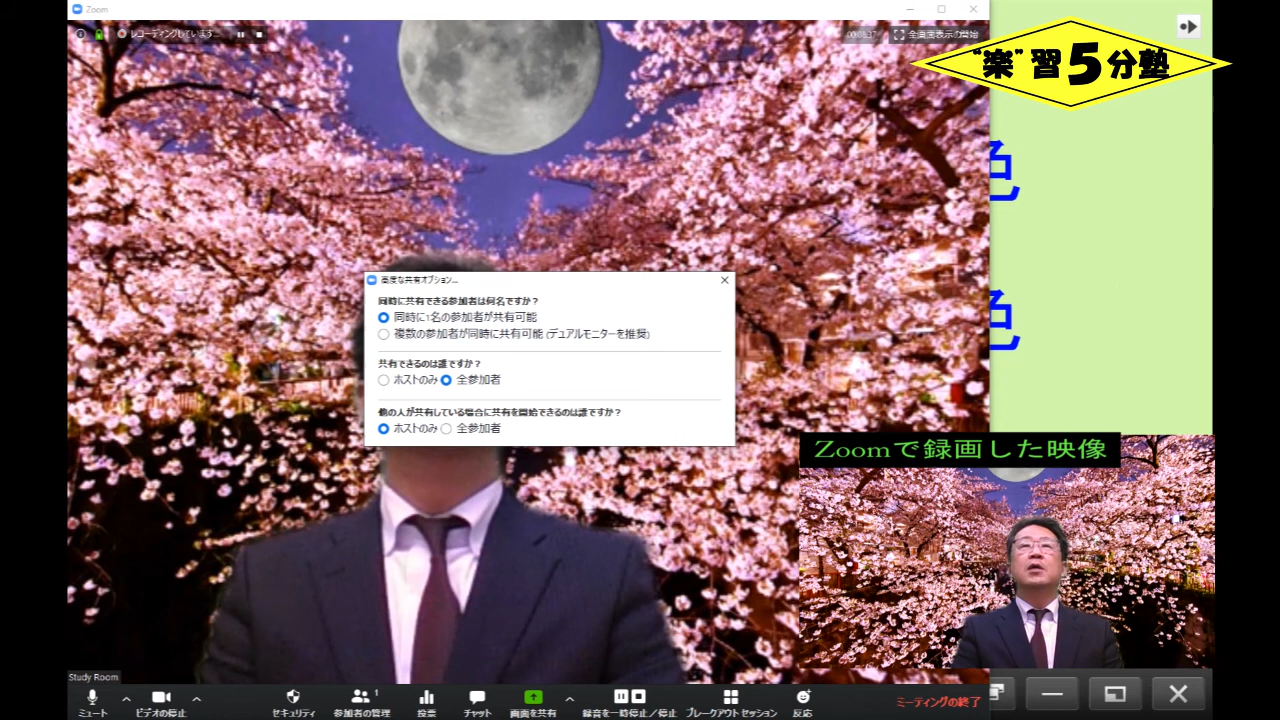 Zoom
レコーディングしています...
00:08:37
全画面表示の開始
"楽"習5分塾
色
色
高度な共有オプション...
同時に共有できる参加者は何名ですか？
同時に1名の参加者が共有可能
複数の参加者が同時に共有可能 (デュアルモニターを推奨)
共有できるのは誰ですか？
ホストのみ 全参加者
他の人が共有している場合に共有を開始できるのは誰ですか？
ホストのみ 全参加者
Zoomで録画した映像
Study Room
1
ミュート ビデオの停止 セキュリティ 参加者の管理 投票 チャット 画面を共有 録音を一時停止／停止 ブレークアウト セッション 反応 ミーティングの終了